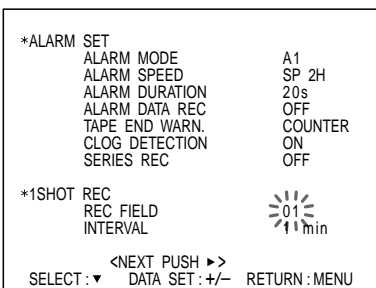 *ALARM SET
ALARM MODE A1
ALARM SPEED SP 2H
ALARM DURATION 20s
ALARM DATA REC OFF
TAPE END WARN. COUNTER
CLOG DETECTION ON
SERIES REC OFF
*1SHOT REC
REC FIELD 01
INTERVAL 1 min
<NEXT PUSH ►>
SELECT : ▼ DATA SET : +/– RETURN : MENU